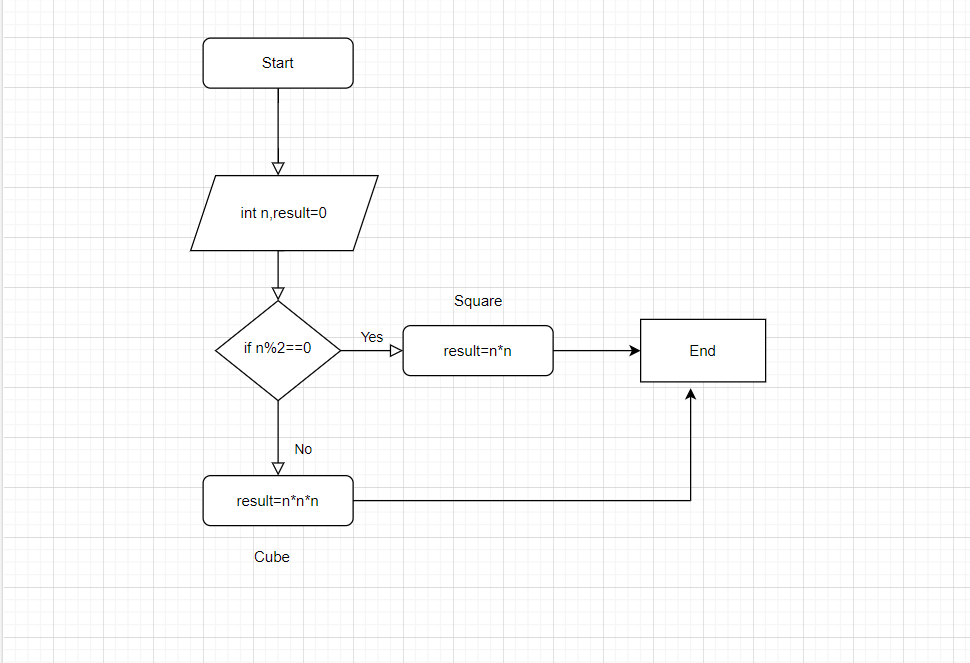 Start
int n,result=0
if n%2==0
Yes
Square
result=n*n
End
No
result=n*n*n
Cube